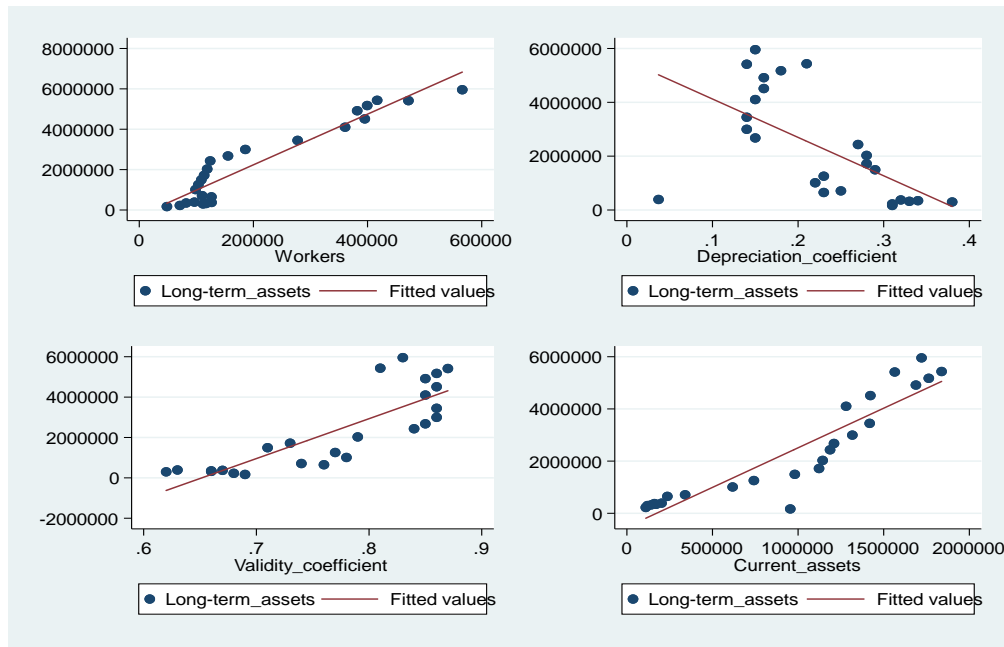 8000000
6000000
4000000
2000000
0
0 200000 400000 600000
Workers
Long-term_assets Fitted values
6000000
4000000
2000000
0
0 .1 .2 .3 .4
Depreciation_coefficient
Long-term_assets Fitted values
6000000
4000000
2000000
0
-2000000
.6 .7 .8 .9
Validity_coefficient
Long-term_assets Fitted values
6000000
4000000
2000000
0
0 500000 1000000 1500000 2000000
Current_assets
Long-term_assets Fitted values